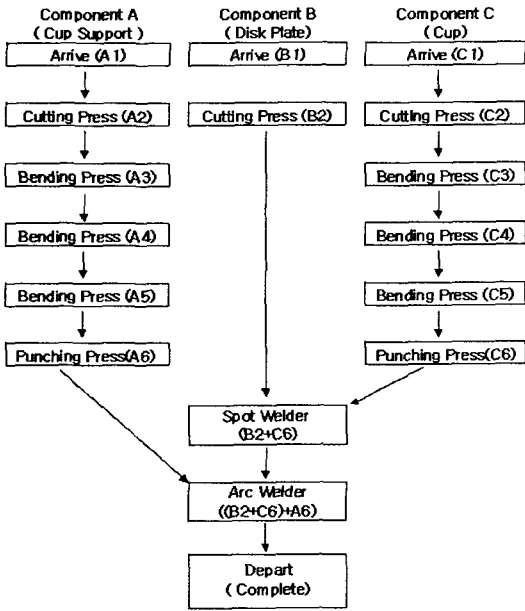 Component A
( Cup Support )
Arrive (A1)
Cutting Press (A2)
Bending Press (A3)
Bending Press (A4)
Bending Press (A5)
Punching Press(A6)
Component B
( Disk Plate)
Arrive (B1)
Cutting Press (B2)
Component C
(Cup)
Arrive (C1)
Cutting Press (C2)
Bending Press (C3)
Bending Press (C4)
Bending Press (C5)
Punching Press(C6)
Spot Welder
(B2+C6)
Arc Welder
((B2+C6)+A6)
Depart
( Complete)